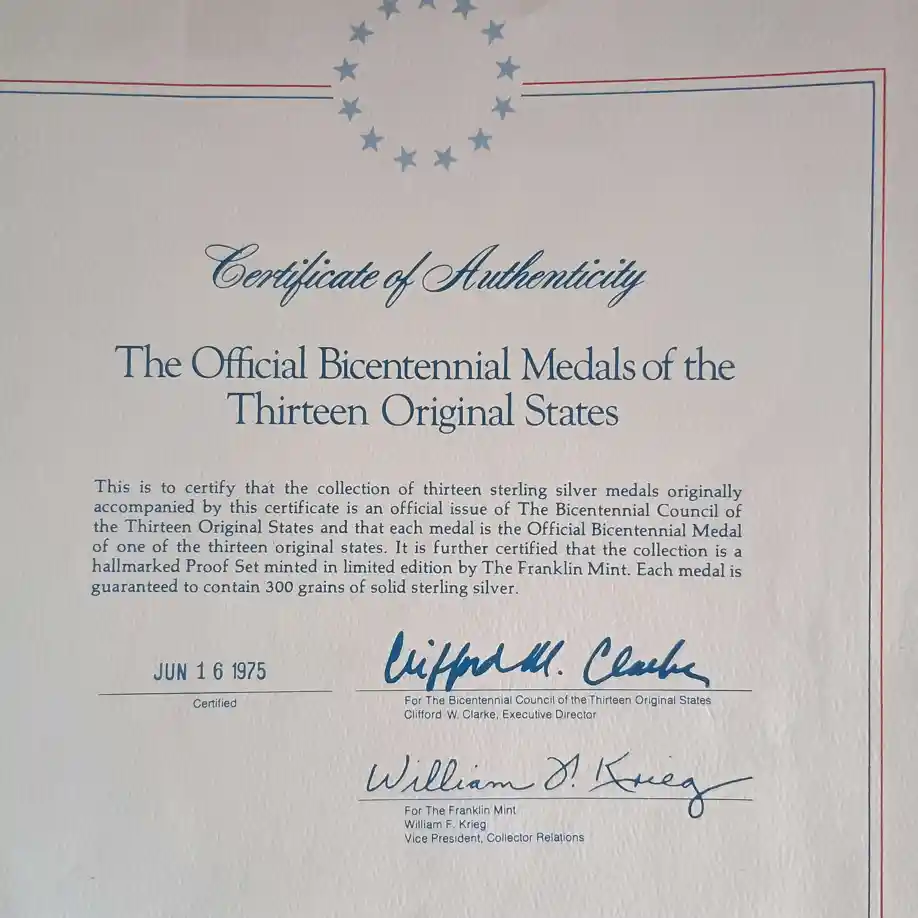 Certificate of Authenticity
The Official Bicentennial Medals of the
Thirteen Original States
This is to certify that the collection of thirteen sterling silver medals originally
accompanied by this certificate is an official issue of The Bicentennial Council of
the Thirteen Original States and that each medal is the Official Bicentennial Medal
of one of the thirteen original states. It is further certified that the collection is a
hallmarked Proof Set minted in limited edition by The Franklin Mint. Each medal is
guaranteed to contain 300 grains of solid sterling silver.
JUN 16 1975
Certified
Clifford W. Clarke
For The Bicentennial Council of the Thirteen Original States
Clifford W. Clarke, Executive Director
William F. Krieg
For The Franklin Mint
William F. Krieg
Vice President, Collector Relations